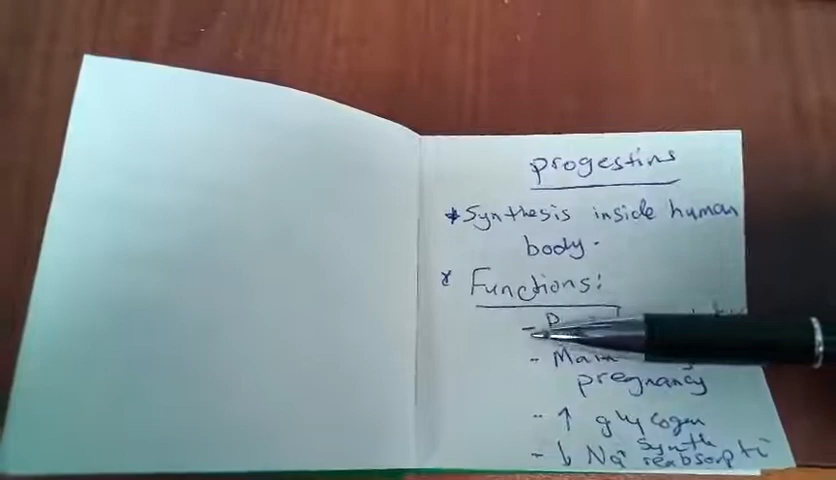 progestins
* Synthesis inside human
body.
* Functions:
-
-
pregnancy
- ↑ glycogen
synth
- ↓ Na⁺ reabsorpti